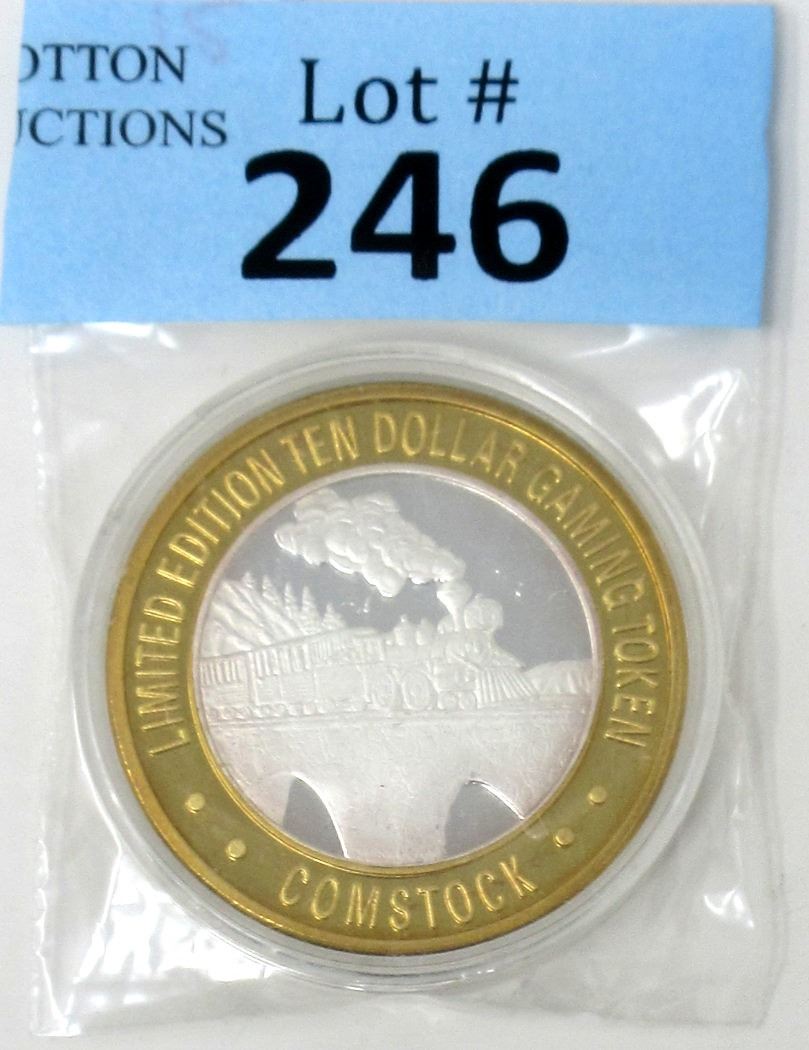 OTTON
UCTIONS
Lot #
246
LIMITED EDITION TEN DOLLAR GAMING TOKEN
COMSTOCK